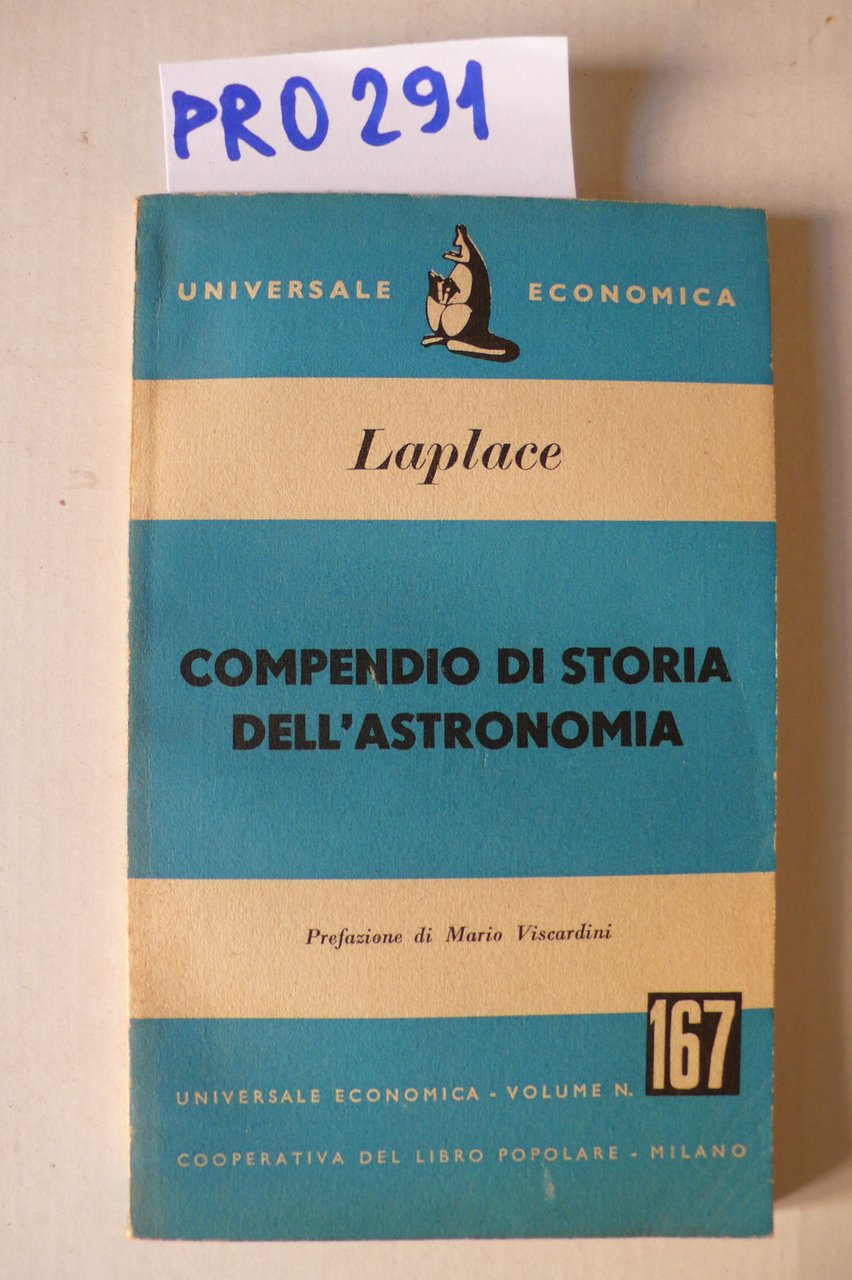 PRO 291
UNIVERSALE ECONOMICA
Laplace
COMPENDIO DI STORIA
DELL'ASTRONOMIA
Prefazione di Mario Viscardini
UNIVERSALE ECONOMICA - VOLUME N. 167
COOPERATIVA DEL LIBRO POPOLARE - MILANO